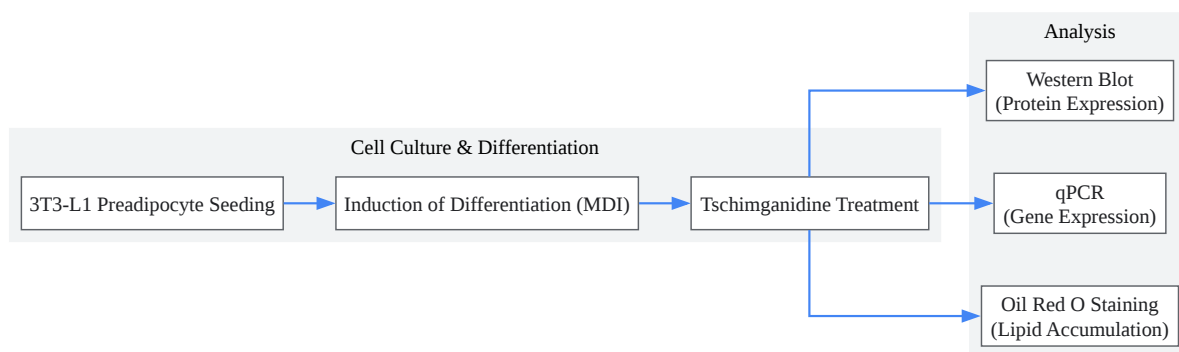 Cell Culture & Differentiation
3T3-L1 Preadipocyte Seeding
Induction of Differentiation (MDI)
Tschimganidine Treatment
Analysis
Western Blot
(Protein Expression)
qPCR
(Gene Expression)
Oil Red O Staining
(Lipid Accumulation)